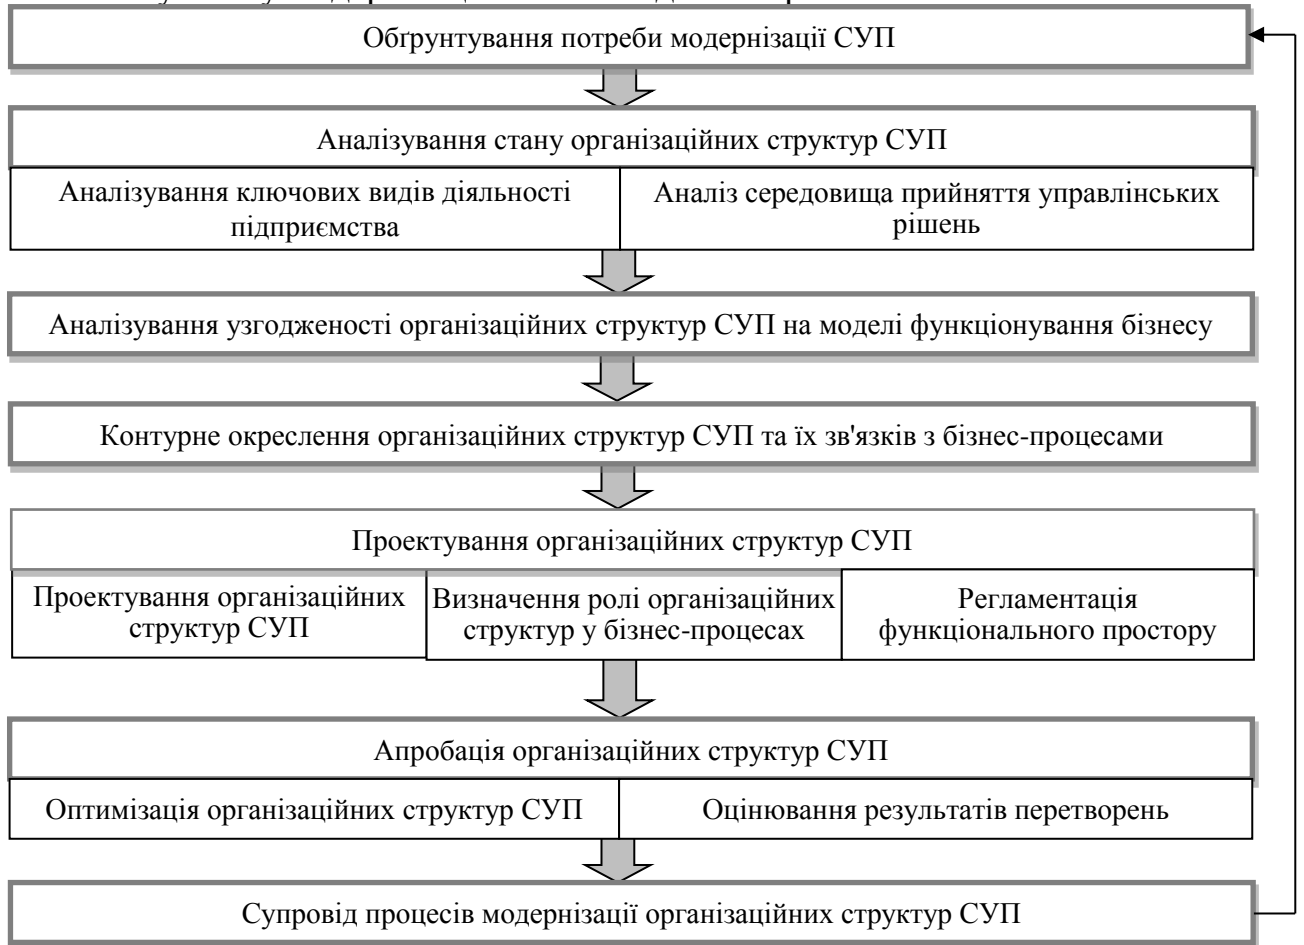 Обґрунтування потреби модернізації СУП
Аналізування стану організаційних структур СУП
Аналізування ключових видів діяльності
підприємства
Аналіз середовища прийняття управлінських
рішень
Аналізування узгодженості організаційних структур СУП на моделі функціонування бізнесу
Контурне окреслення організаційних структур СУП та їх зв'язків з бізнес-процесами
Проектування організаційних структур СУП
Проектування організаційних
структур СУП
Визначення ролі організаційних
структур у бізнес-процесах
Регламентація
функціонального простору
Апробація організаційних структур СУП
Оптимізація організаційних структур СУП
Оцінювання результатів перетворень
Супровід процесів модернізації організаційних структур СУП